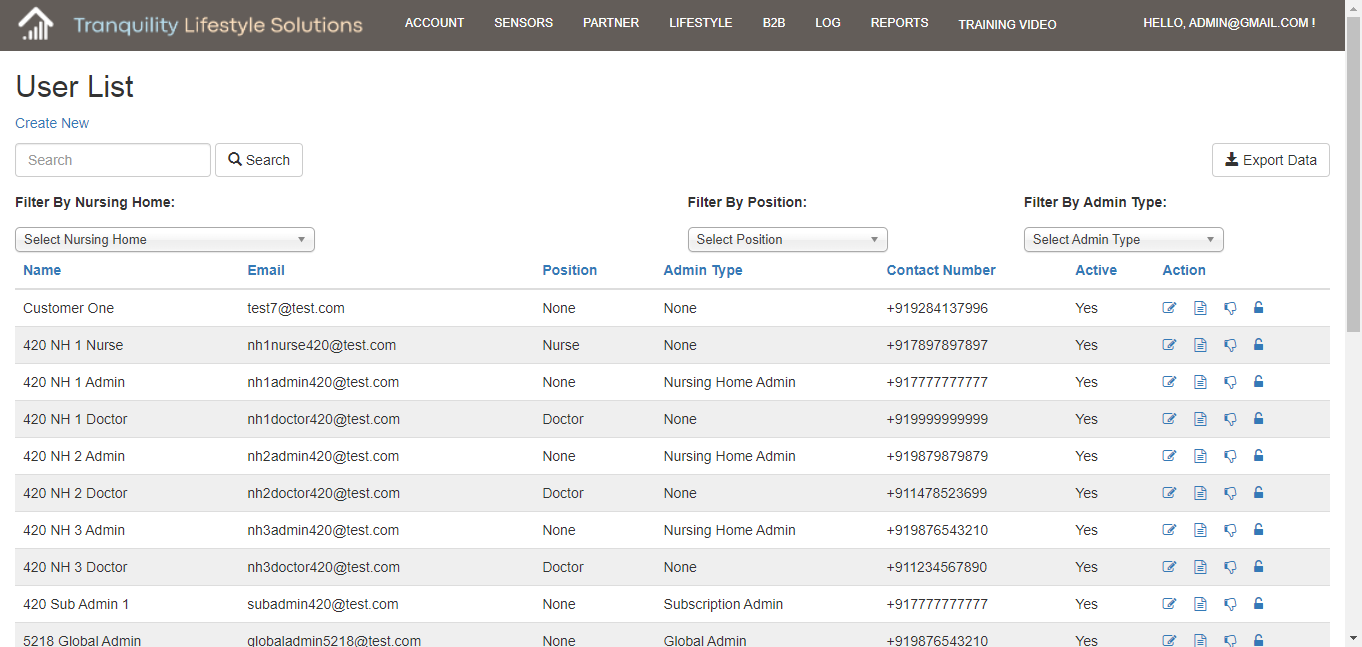 Tranquility Lifestyle Solutions ACCOUNT SENSORS PARTNER LIFESTYLE B2B LOG REPORTS TRAINING VIDEO HELLO, ADMIN@GMAIL.COM !
User List
Create New
Search Search Export Data
Filter By Nursing Home: Filter By Position: Filter By Admin Type:
Select Nursing Home Select Position Select Admin Type
Name Email Position Admin Type Contact Number Active Action
Customer One test7@test.com None None +919284137996 Yes
420 NH 1 Nurse nh1nurse420@test.com Nurse None +917897897897 Yes
420 NH 1 Admin nh1admin420@test.com None Nursing Home Admin +917777777777 Yes
420 NH 1 Doctor nh1doctor420@test.com Doctor None +919999999999 Yes
420 NH 2 Admin nh2admin420@test.com None Nursing Home Admin +919879879879 Yes
420 NH 2 Doctor nh2doctor420@test.com Doctor None +911478523699 Yes
420 NH 3 Admin nh3admin420@test.com None Nursing Home Admin +919876543210 Yes
420 NH 3 Doctor nh3doctor420@test.com Doctor None +911234567890 Yes
420 Sub Admin 1 subadmin420@test.com None Subscription Admin +917777777777 Yes
5218 Global Admin globaladmin5218@test.com None Global Admin +919876543210 Yes